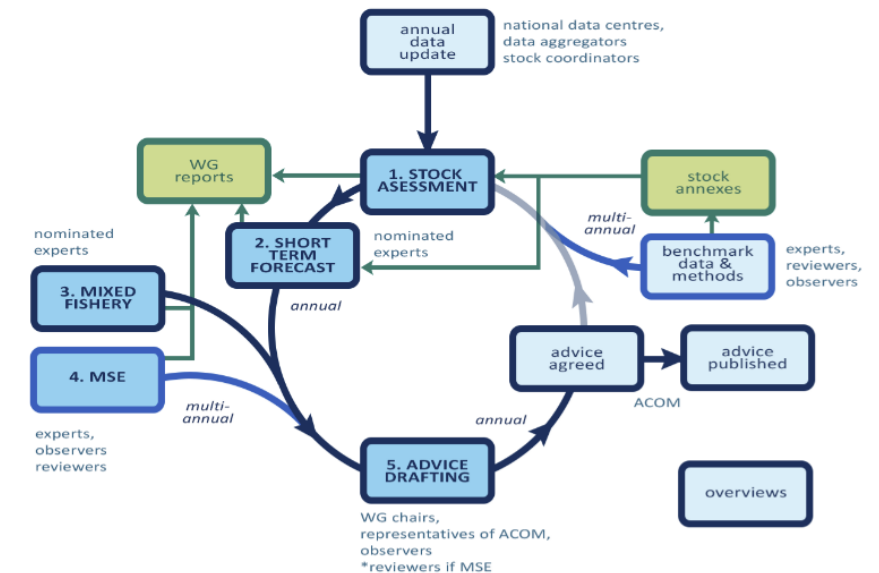 annual
data
update
national data centres,
data aggregators
stock coordinators
WG
reports
1. STOCK
ASESSMENT
stock
annexes
multi-
annual
nominated
experts
2. SHORT
TERM
FORECAST
nominated
experts
benchmark
data &
methods
experts,
reviewers,
observers
3. MIXED
FISHERY
annual
4. MSE
multi-
annual
advice
agreed
advice
published
ACOM
annual
experts,
observers
reviewers
5. ADVICE
DRAFTING
overviews
WG chairs,
representatives of ACOM,
observers
*reviewers if MSE